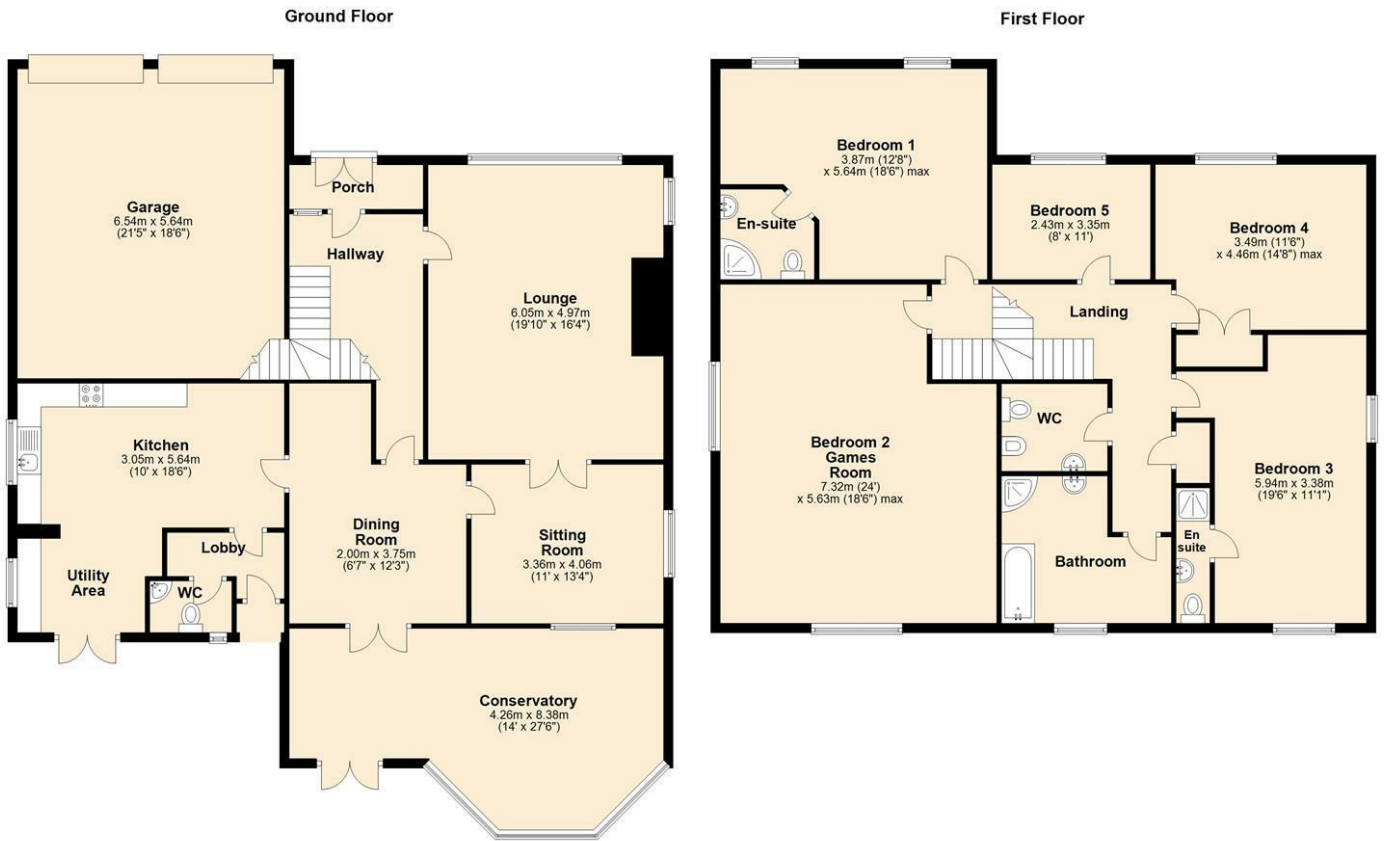 Ground Floor
Garage
6.54m x 5.64m
(21'5" x 18'6")
Porch
Hallway
Lounge
6.05m x 4.97m
(19'10" x 16'4")
Kitchen
3.05m x 5.64m
(10' x 18'6")
Dining
Room
2.00m x 3.75m
(6'7" x 12'3")
Sitting
Room
3.36m x 4.06m
(11' x 13'4")
Lobby
Utility
Area
WC
Conservatory
4.26m x 8.38m
(14' x 27'6")
First Floor
Bedroom 1
3.87m (12'8")
x 5.64m (18'6") max
En-suite
Bedroom 5
2.43m x 3.35m
(8' x 11')
Bedroom 4
3.49m (11'6")
x 4.46m (14'8") max
Landing
Bedroom 2
Games
Room
7.32m (24')
x 5.63m (18'6") max
WC
Bedroom 3
5.94m x 3.38m
(19'6" x 11'1")
En
suite
Bathroom